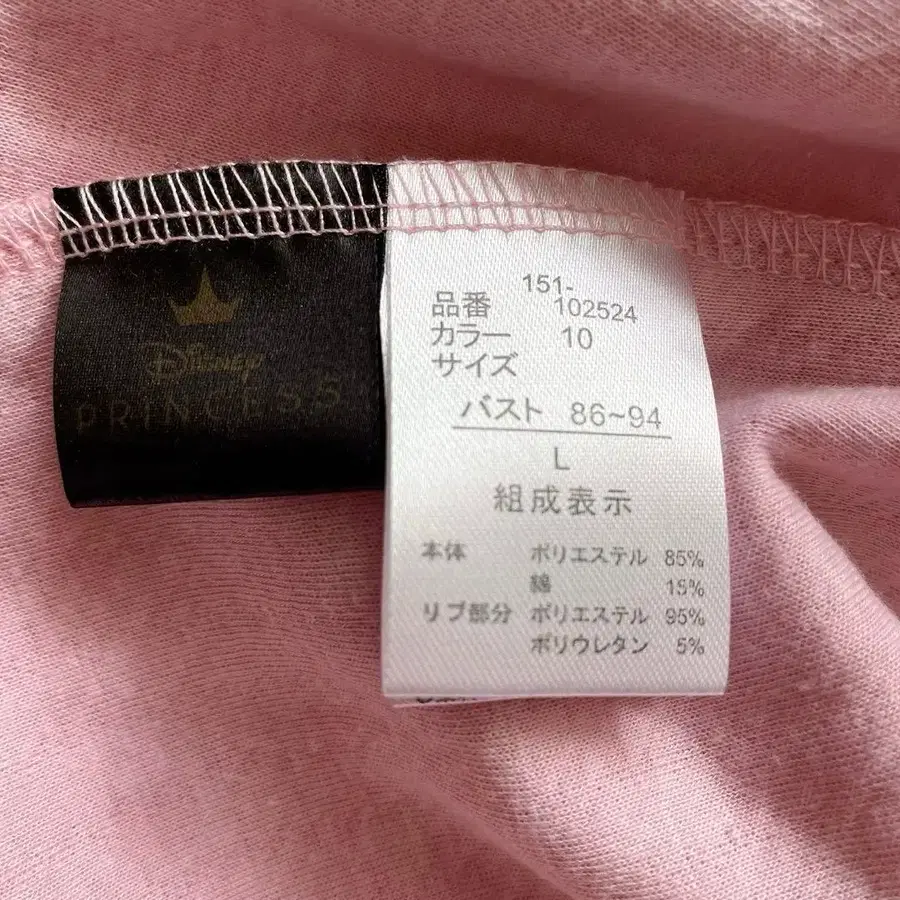 Disney
PRINCESS
品番 151-102524
カラー 10
サイズ
バスト 86~94
L
組成表示
本体 ポリエステル 85%
綿 15%
リブ部分 ポリエステル 95%
ポリウレタン 5%